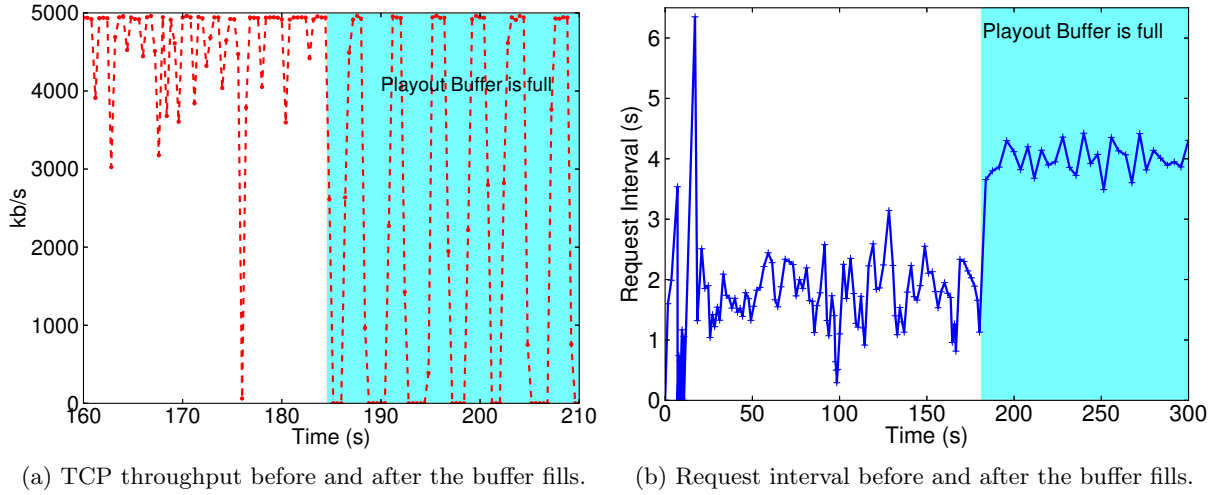 5000
4000
3000
2000
1000
0
kb/s
Playout Buffer is full
160 170 180 190 200 210
Time (s)
(a) TCP throughput before and after the buffer fills.
6
5
4
3
2
1
0
Request Interval (s)
Playout Buffer is full
0 50 100 150 200 250 300
Time (s)
(b) Request interval before and after the buffer fills.